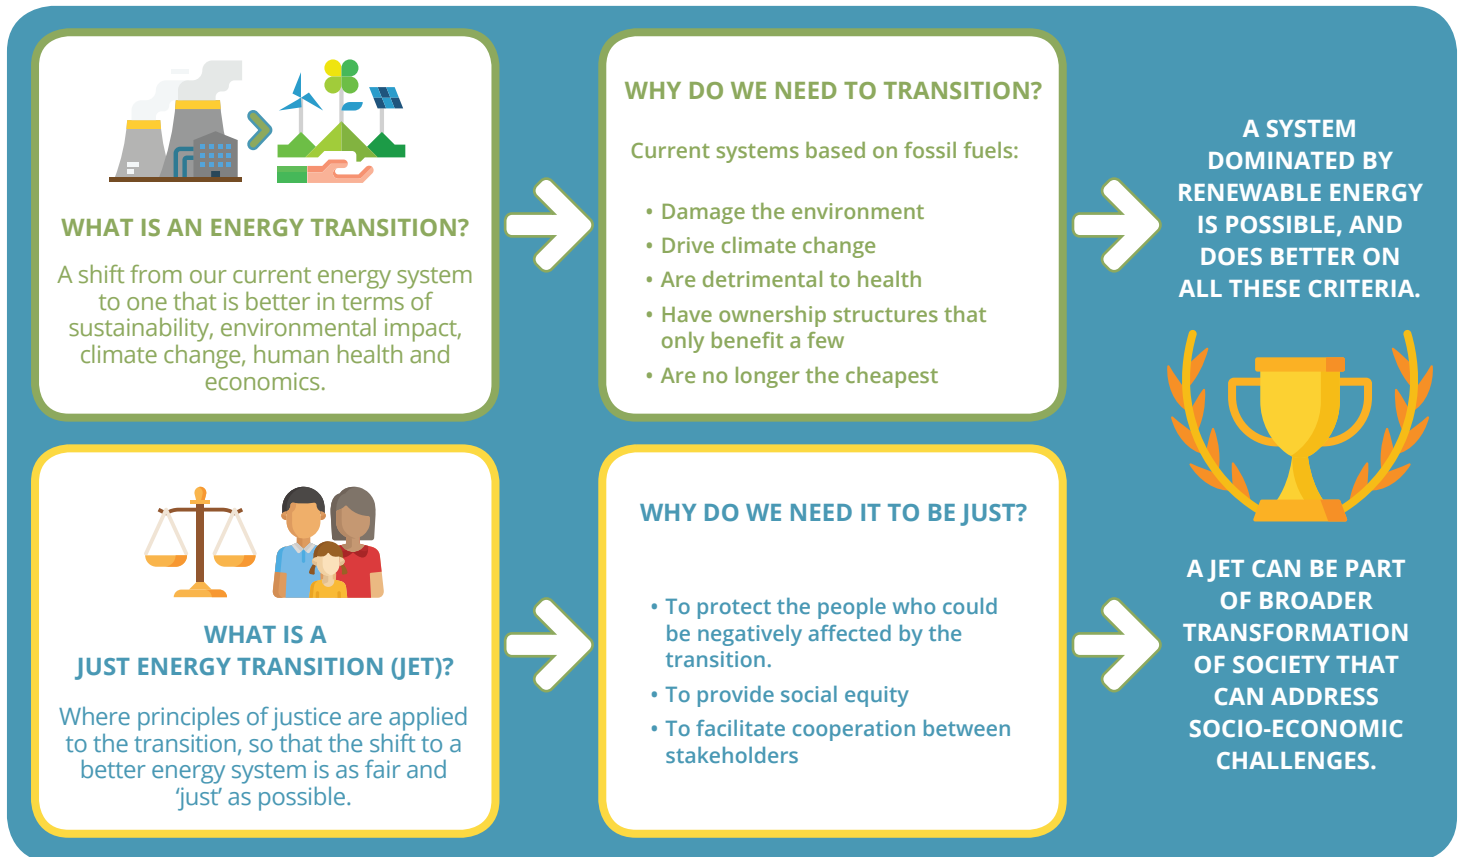 WHAT IS AN ENERGY TRANSITION?
A shift from our current energy system
to one that is better in terms of
sustainability, environmental impact,
climate change, human health and
economics.
WHY DO WE NEED TO TRANSITION?
Current systems based on fossil fuels:
• Damage the environment
• Drive climate change
• Are detrimental to health
• Have ownership structures that
only benefit a few
• Are no longer the cheapest
A SYSTEM
DOMINATED BY
RENEWABLE ENERGY
IS POSSIBLE, AND
DOES BETTER ON
ALL THESE CRITERIA.
WHAT IS A
JUST ENERGY TRANSITION (JET)?
Where principles of justice are applied
to the transition, so that the shift to a
better energy system is as fair and
‘just’ as possible.
WHY DO WE NEED IT TO BE JUST?
• To protect the people who could
be negatively affected by the
transition.
• To provide social equity
• To facilitate cooperation between
stakeholders
A JET CAN BE PART
OF BROADER
TRANSFORMATION
OF SOCIETY THAT
CAN ADDRESS
SOCIO-ECONOMIC
CHALLENGES.